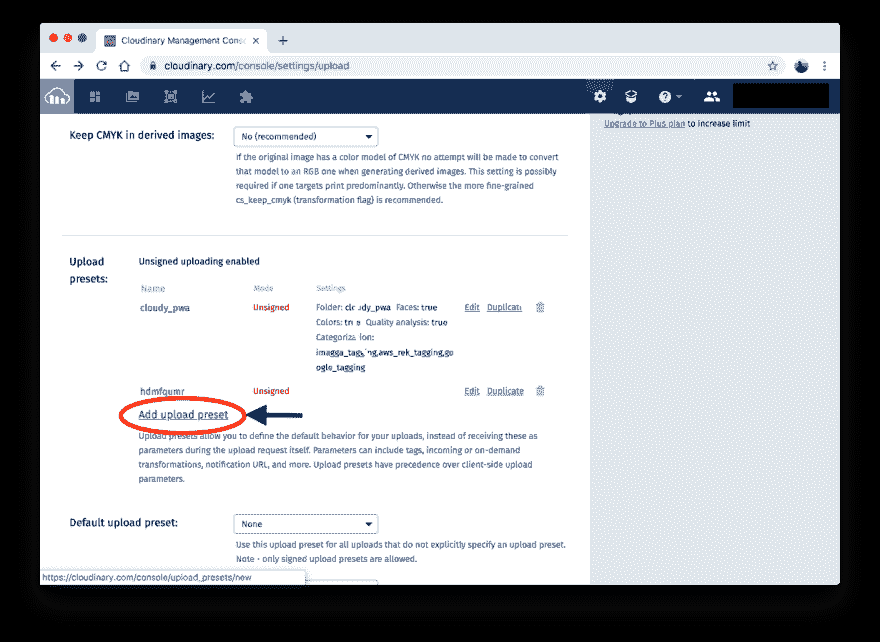 Cloudinary Management Cons
cloudinary.com/console/settings/upload
Upgrade to Plus plan to increase limit
Keep CMYK in derived images:
No (recommended)
If the original image has a color model of CMYK no attempt will be made to convert
that model to an RGB one when generating derived images. This setting is possibly
required if one targets print predominantly. Otherwise the more fine-grained
cs_keep_cmyk (transformation flag) is recommended.
Upload
presets:
Unsigned uploading enabled
Name Mode Settings
cloudy_pwa Unsigned Folder: cloudy_pwa Faces: true Edit Duplicate
Colors: true Quality analysis: true
Categorization:
imagga_tagging,aws_rek_tagging,go
ogle_tagging
hdmfqumr Unsigned Edit Duplicate
Add upload preset
Upload presets allow you to define the default behavior for your uploads, instead of receiving these as
parameters during the upload request itself. Parameters can include tags, incoming or on-demand
transformations, notification URL, and more. Upload presets have precedence over client-side upload
parameters.
Default upload preset:
None
Use this upload preset for all uploads that do not explicitly specify an upload preset.
Note - only signed upload presets are allowed.
https://cloudinary.com/console/upload_presets/new